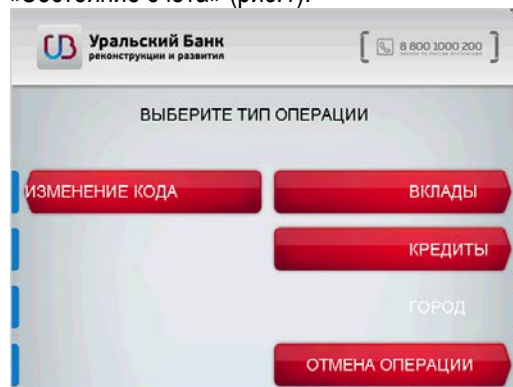 «Состояние счета» (рис.1).
Уральский Банк
реконструкции и развития
8 800 1000 200
ВЫБЕРИТЕ ТИП ОПЕРАЦИИ
ИЗМЕНЕНИЕ КОДА
ВКЛАДЫ
КРЕДИТЫ
ГОРОД
ОТМЕНА ОПЕРАЦИИ